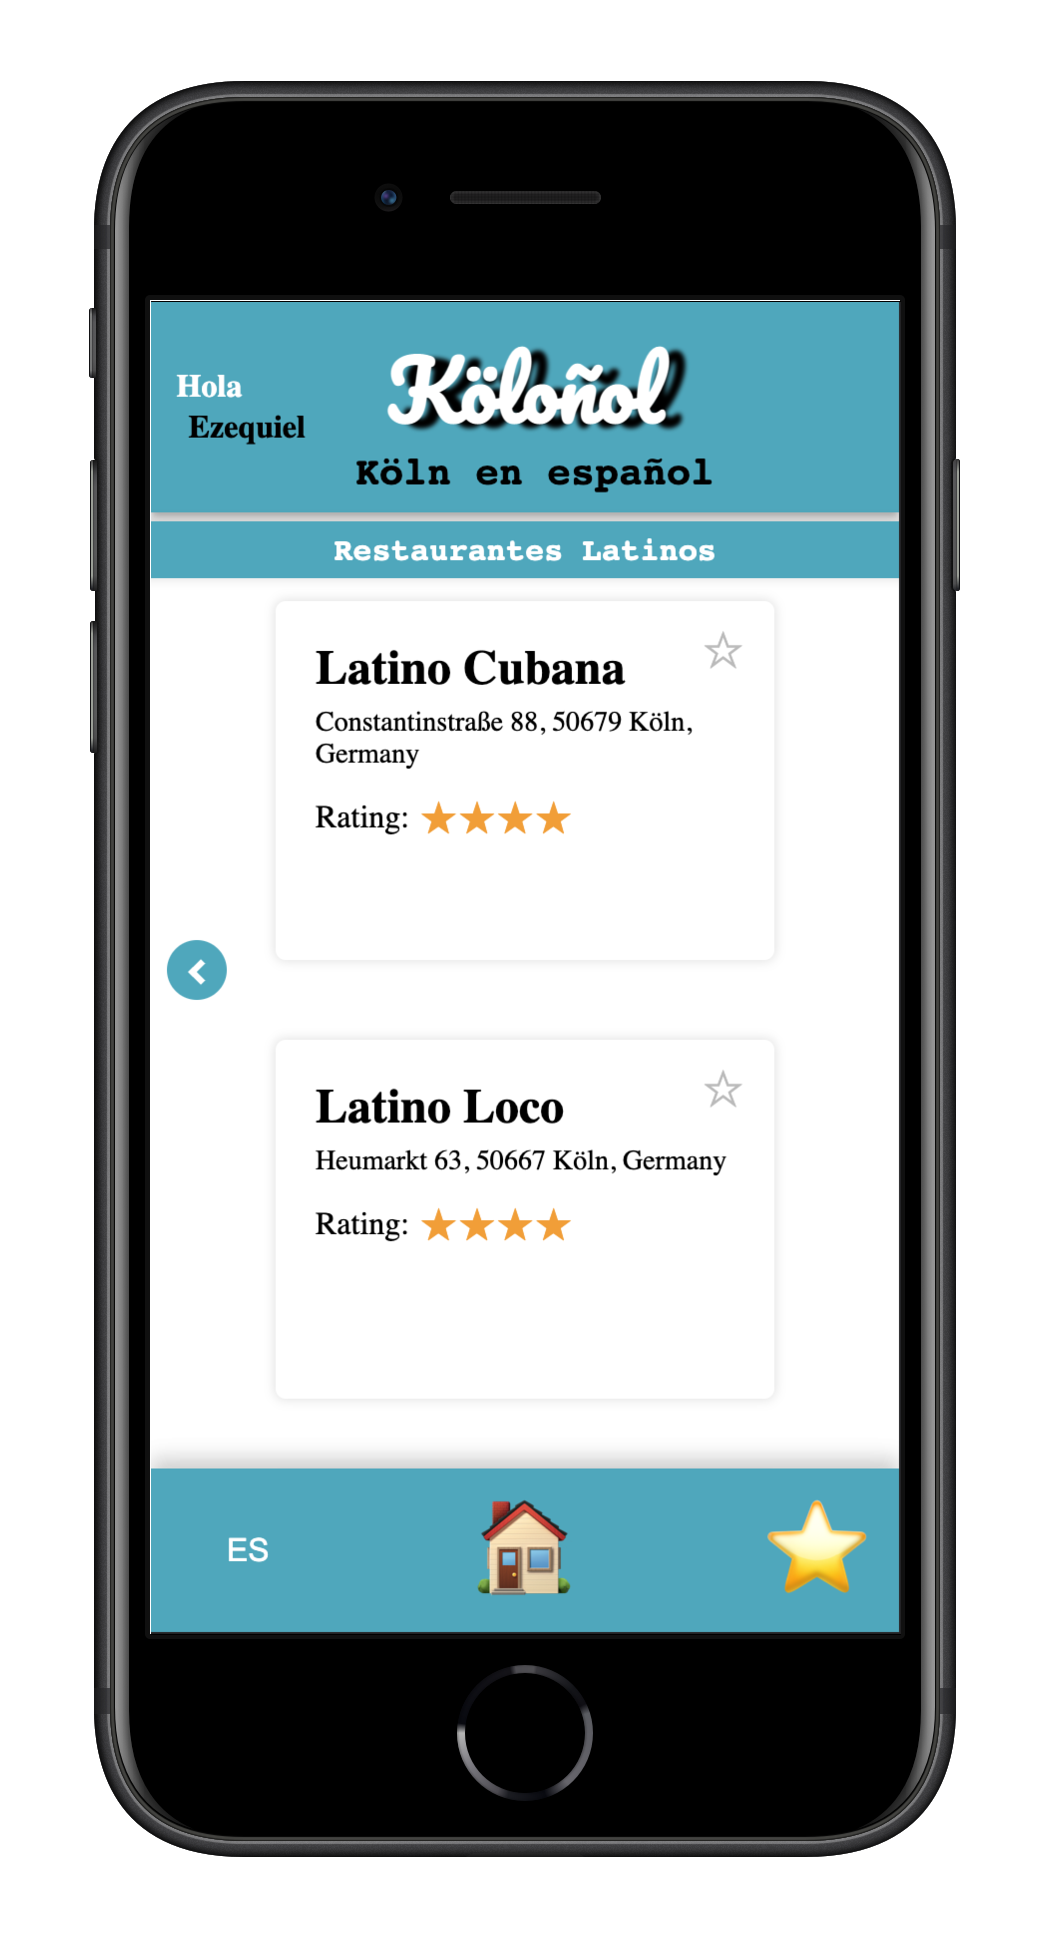 Hola
Ezequiel
Köloñol
Köln en español
Restaurantes Latinos
Latino Cubana
Constantinstraße 88, 50679 Köln,
Germany
Rating: ★★★★
Latino Loco
Heumarkt 63, 50667 Köln, Germany
Rating: ★★★★
ES